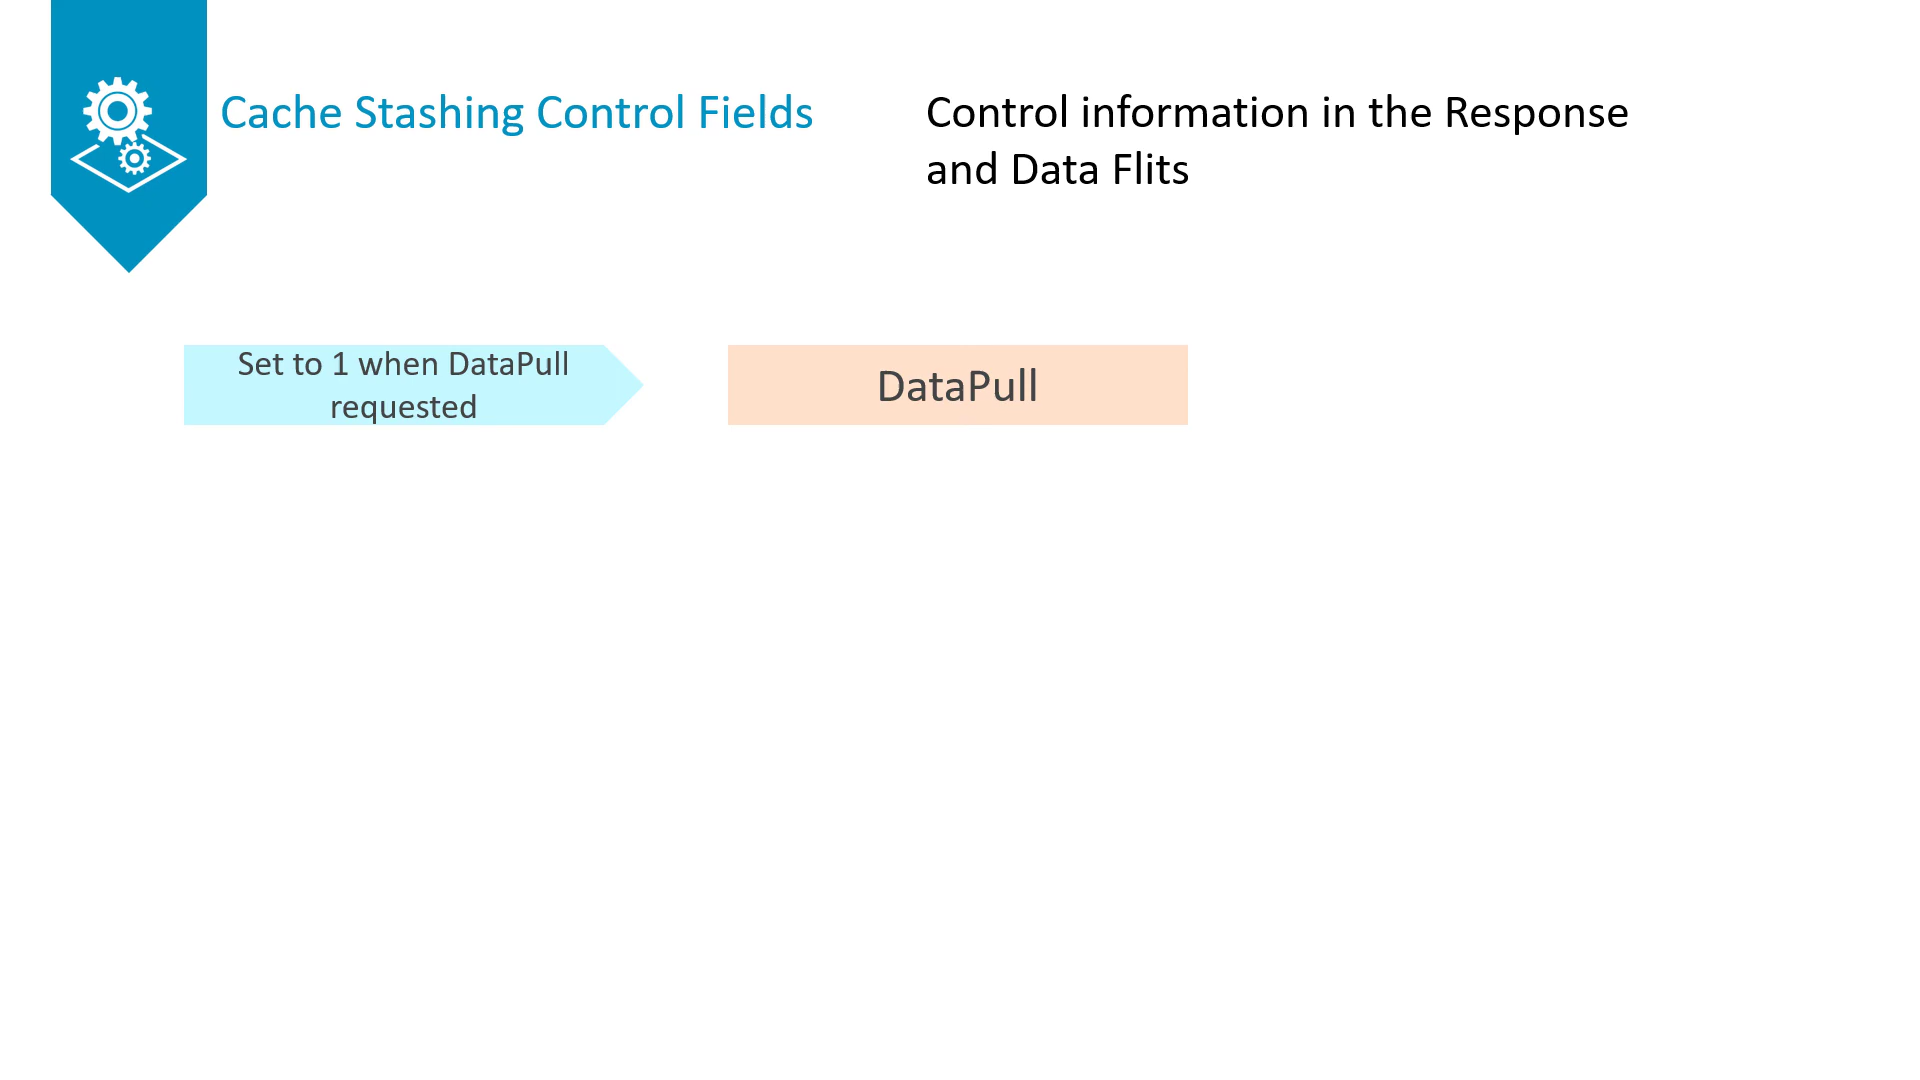 Cache Stashing Control Fields
Control information in the Response
and Data Flits
Set to 1 when DataPull
requested
DataPull